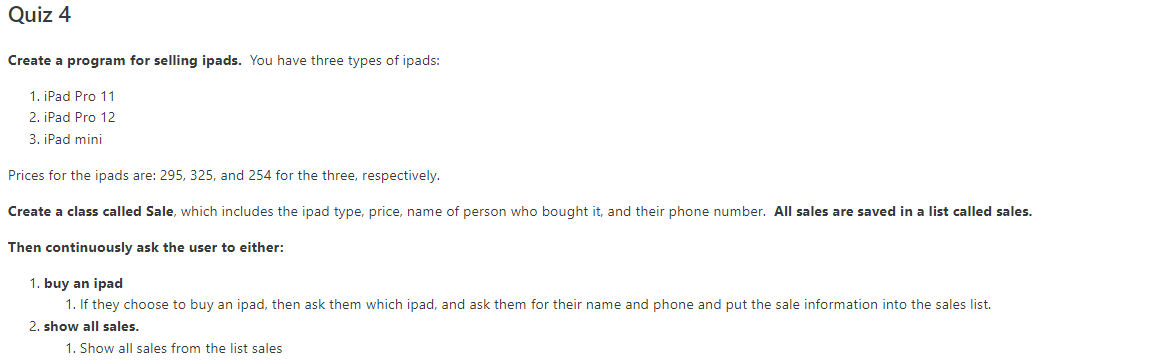 Quiz 4
Create a program for selling ipads. You have three types of ipads:
1. iPad Pro 11
2. iPad Pro 12
3. iPad mini
Prices for the ipads are: 295, 325, and 254 for the three, respectively.
Create a class called Sale, which includes the ipad type, price, name of person who bought it, and their phone number. All sales are saved in a list called sales.
Then continuously ask the user to either:
1. buy an ipad
1. If they choose to buy an ipad, then ask them which ipad, and ask them for their name and phone and put the sale information into the sales list.
2. show all sales.
1. Show all sales from the list sales